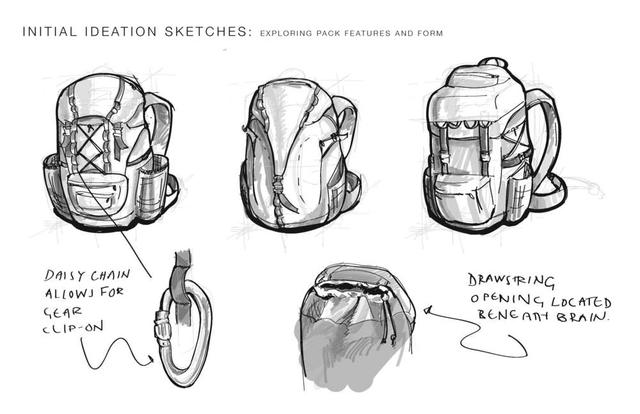 INITIAL IDEATION SKETCHES: EXPLORING PACK FEATURES AND FORM
DAISY CHAIN
ALLOWS FOR
GEAR
CLIP-ON
DRAWSTRING
OPENING LOCATED
BENEATH BRAIN.